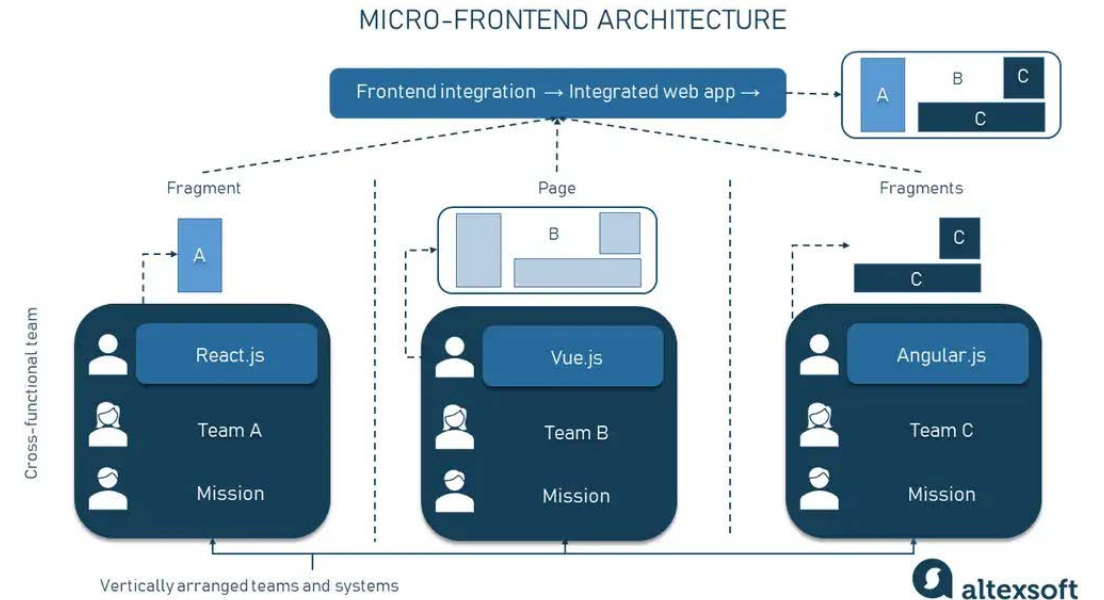 MICRO-FRONTEND ARCHITECTURE
Frontend integration → Integrated web app →
A
B
C
C
Fragment
Page
Fragments
A
B
C
C
Cross-functional team
React.js
Team A
Mission
Vue.js
Team B
Mission
Angular.js
Team C
Mission
Vertically arranged teams and systems
altexsoft